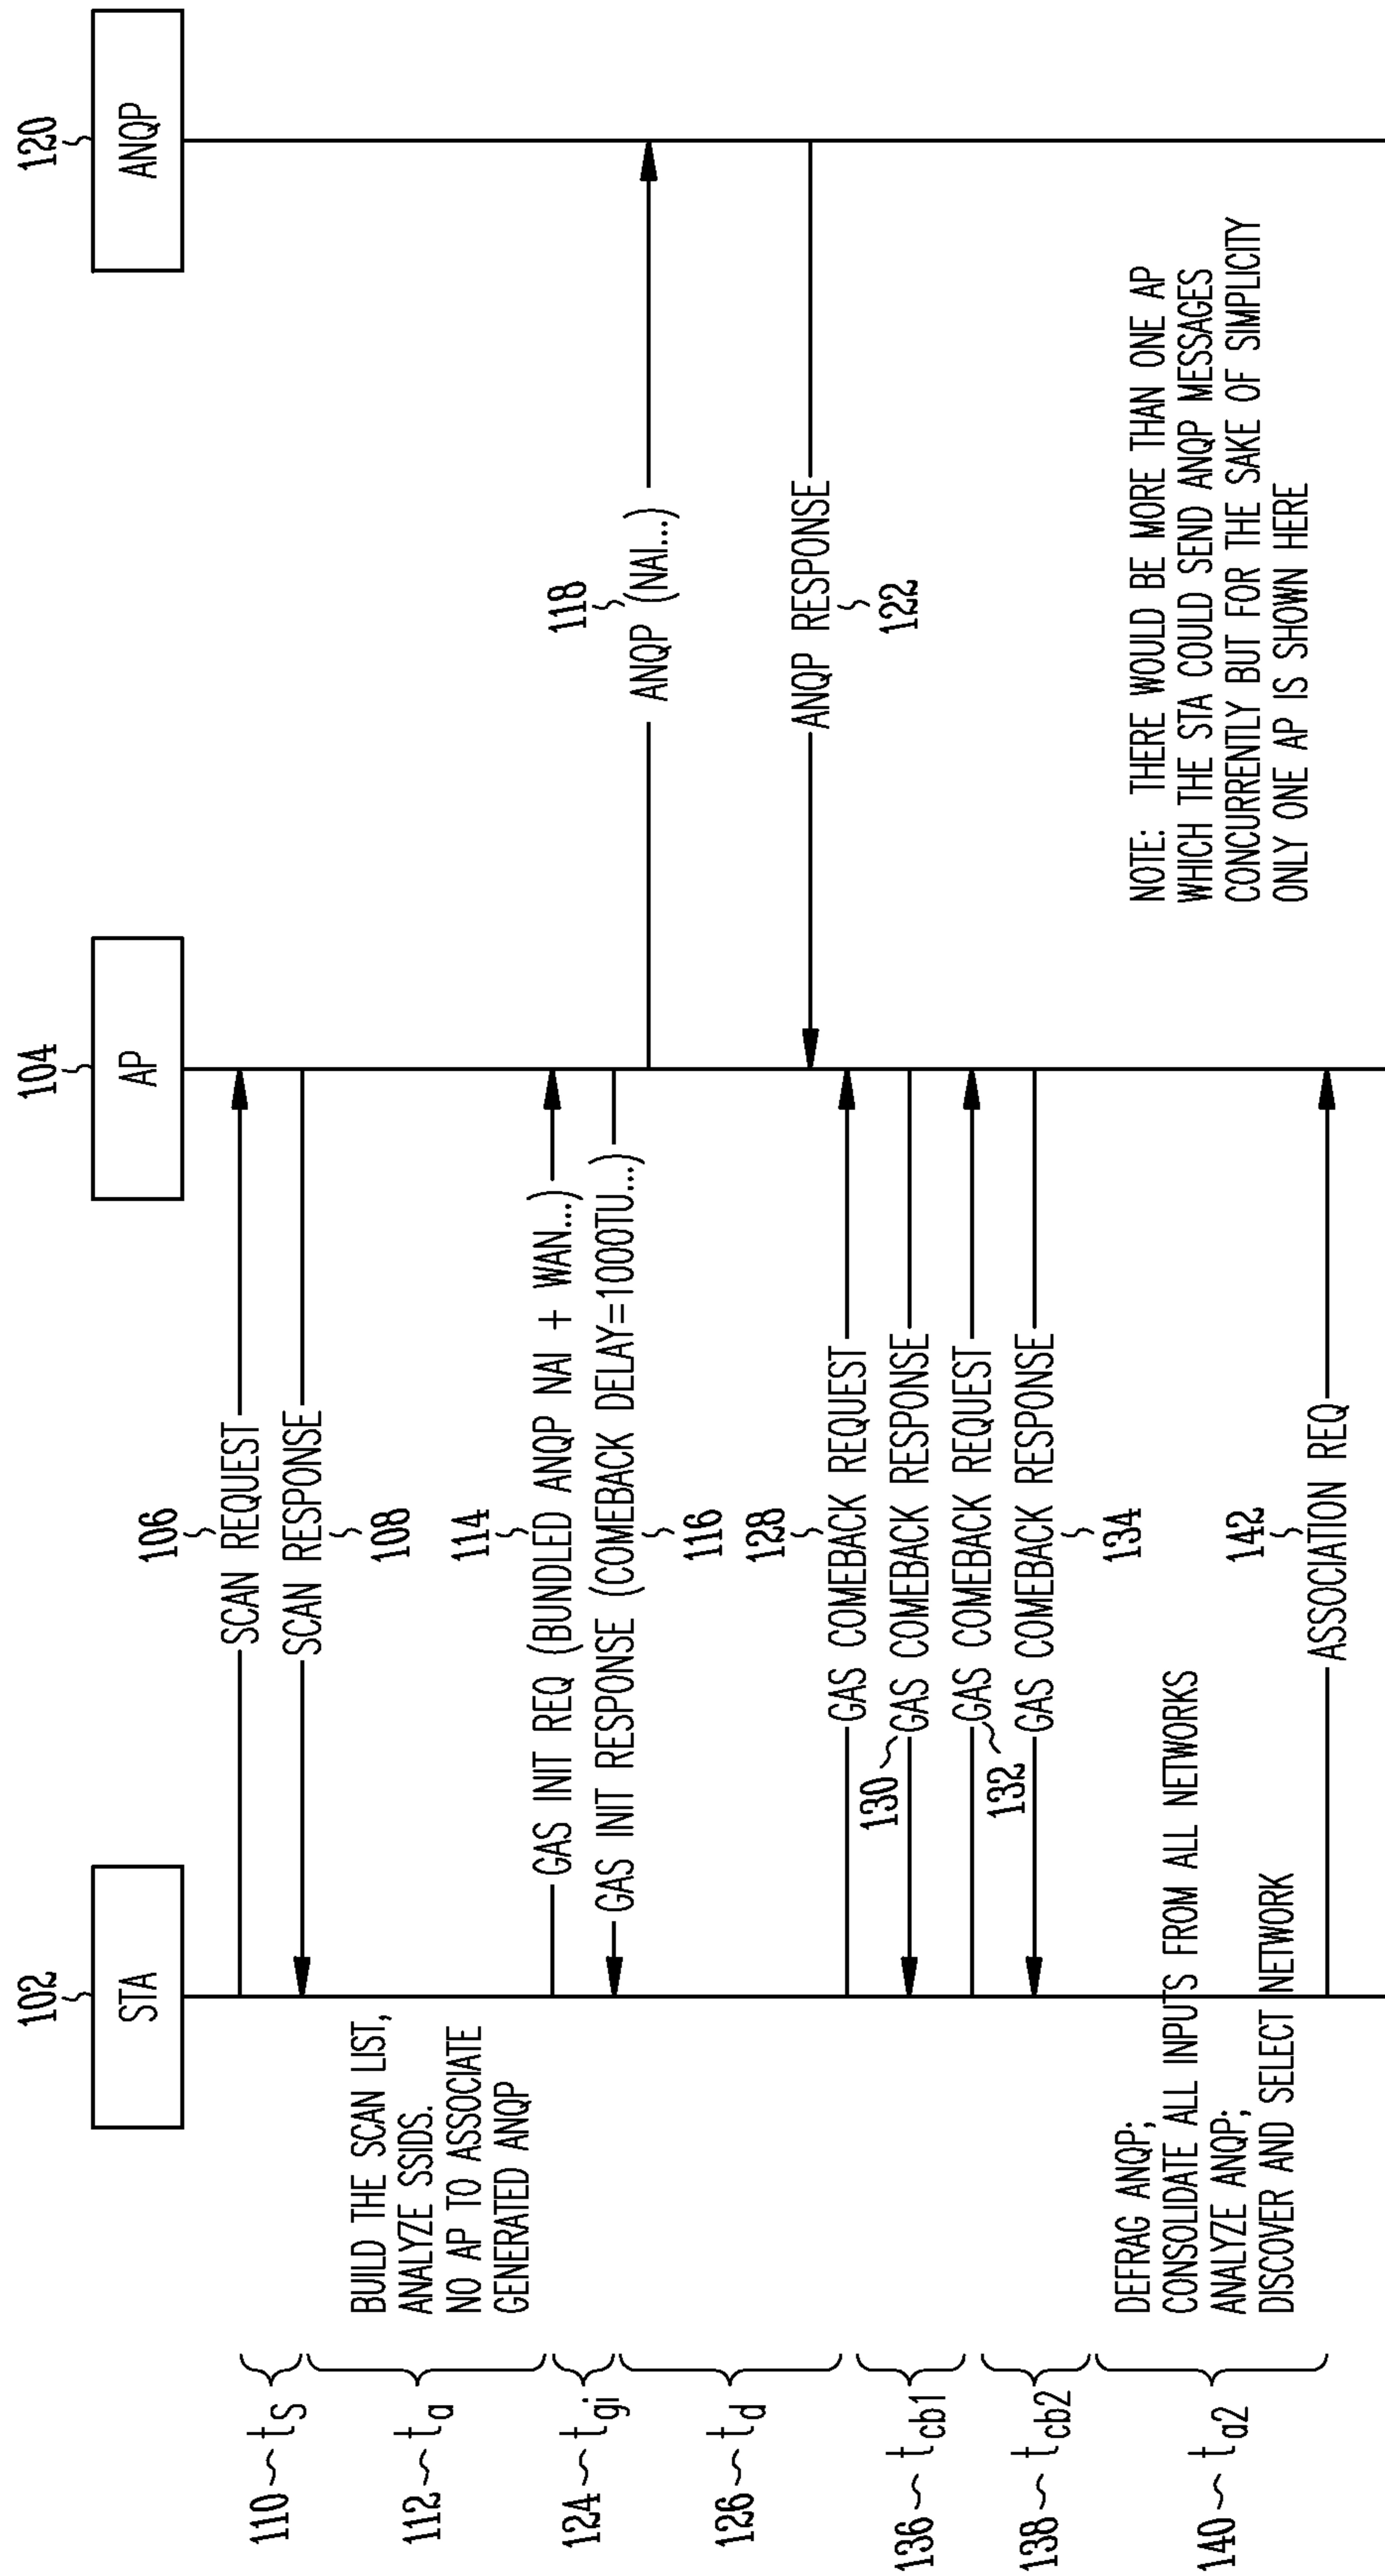 102
STA
104
AP
120
ANQP
110
tS
106
SCAN REQUEST
SCAN RESPONSE
108
112
ta
BUILD THE SCAN LIST,
ANALYZE SSIDS.
NO AP TO ASSOCIATE
GENERATED ANQP
114
GAS INIT REQ (BUNDLED ANQP NAI + WAN...)
124
tgi
GAS INIT RESPONSE (COMEBACK DELAY=1000TU...)
116
118
ANQP (NAI...)
126
td
ANQP RESPONSE
122
128
GAS COMEBACK REQUEST
136
tcb1
130
GAS COMEBACK RESPONSE
GAS COMEBACK REQUEST
132
138
tcb2
GAS COMEBACK RESPONSE
134
140
ta2
DEFRAG ANQP;
CONSOLIDATE ALL INPUTS FROM ALL NETWORKS
ANALYZE ANQP;
DISCOVER AND SELECT NETWORK
142
ASSOCIATION REQ
NOTE: THERE WOULD BE MORE THAN ONE AP
WHICH THE STA COULD SEND ANQP MESSAGES
CONCURRENTLY BUT FOR THE SAKE OF SIMPLICITY
ONLY ONE AP IS SHOWN HERE